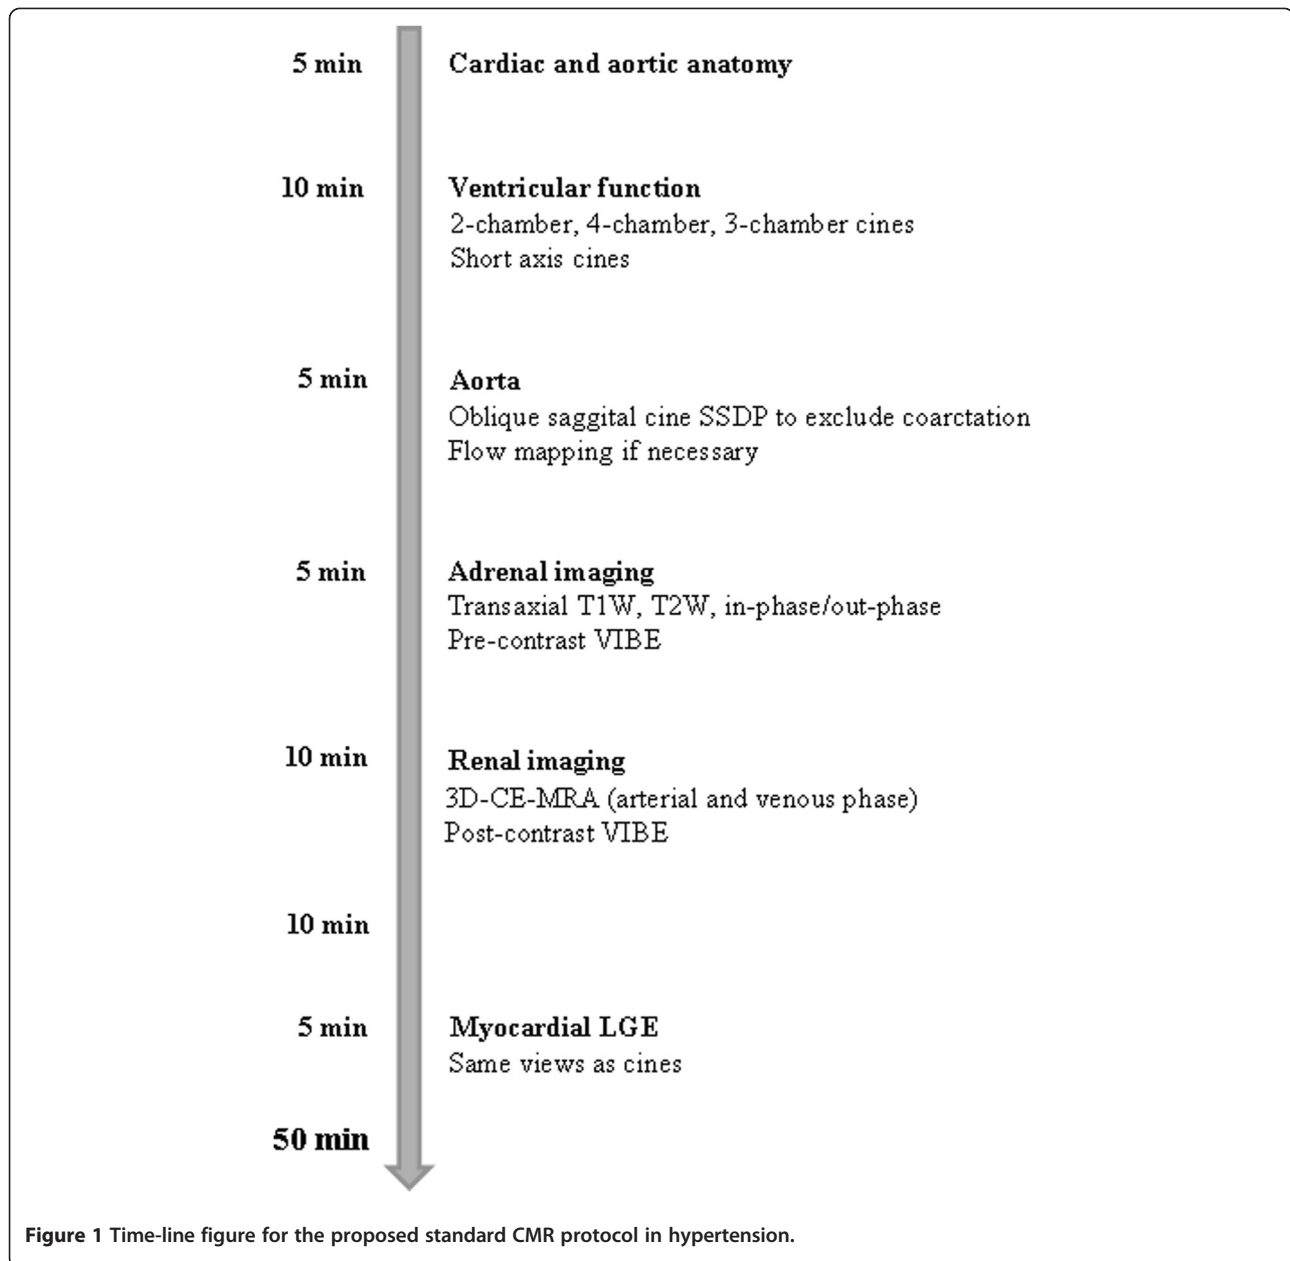 5 min Cardiac and aortic anatomy
10 min Ventricular function
2-chamber, 4-chamber, 3-chamber cines
Short axis cines
5 min Aorta
Oblique saggital cine SSDP to exclude coarctation
Flow mapping if necessary
5 min Adrenal imaging
Transaxial T1W, T2W, in-phase/out-phase
Pre-contrast VIBE
10 min Renal imaging
3D-CE-MRA (arterial and venous phase)
Post-contrast VIBE
10 min
5 min Myocardial LGE
Same views as cines
50 min
Figure 1 Time-line figure for the proposed standard CMR protocol in hypertension.